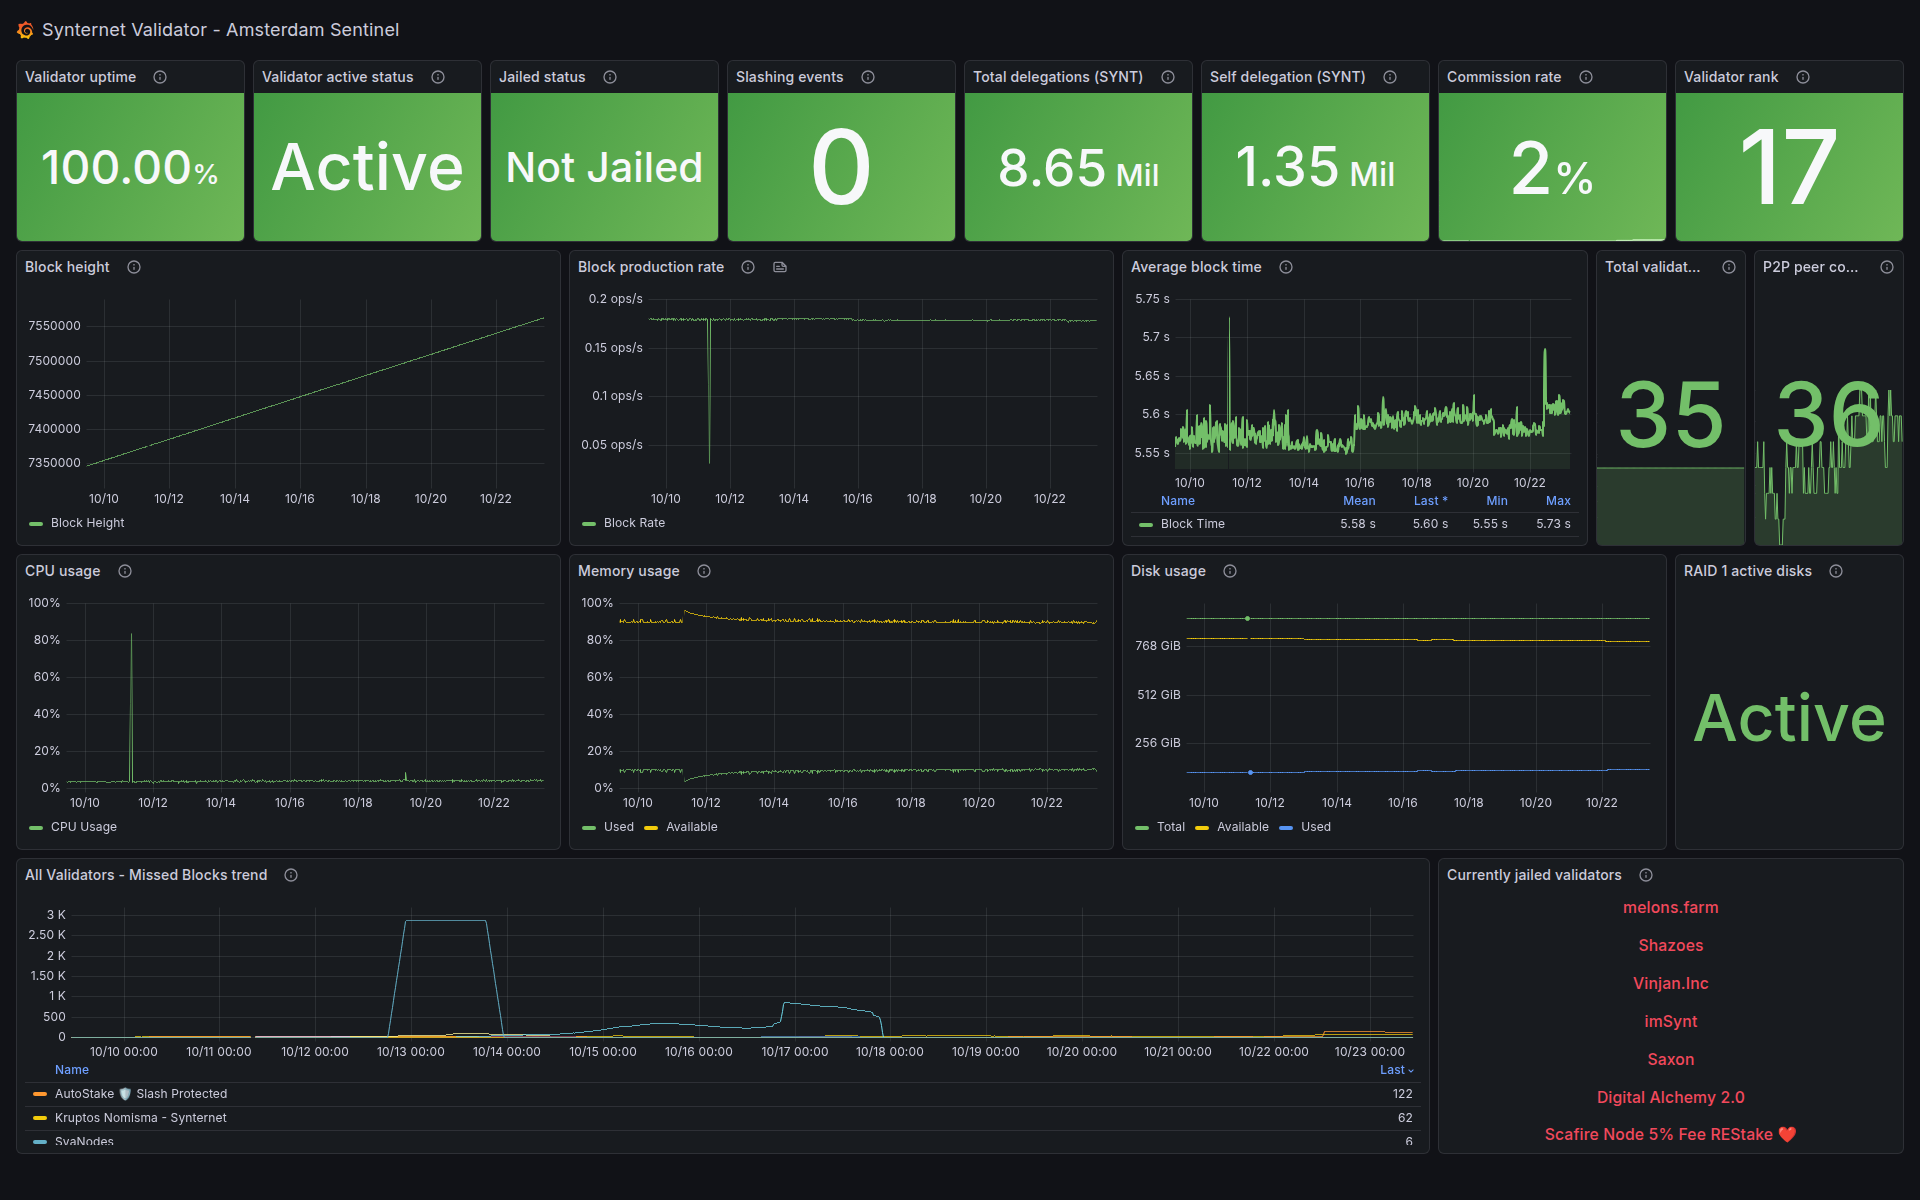 Synternet Validator - Amsterdam Sentinel
Validator uptime
100.00%
Validator active status
Active
Jailed status
Not Jailed
Slashing events
0
Total delegations (SYNT)
8.65 Mil
Self delegation (SYNT)
1.35 Mil
Commission rate
2%
Validator rank
17
Block height
7550000
7500000
7450000
7400000
7350000
10/10 10/12 10/14 10/16 10/18 10/20 10/22
Block Height
Block production rate
0.2 ops/s
0.15 ops/s
0.1 ops/s
0.05 ops/s
10/10 10/12 10/14 10/16 10/18 10/20 10/22
Block Rate
Average block time
5.75 s
5.7 s
5.65 s
5.6 s
5.55 s
10/10 10/12 10/14 10/16 10/18 10/20 10/22
Name Mean Last * Min Max
Block Time 5.58 s 5.60 s 5.55 s 5.73 s
Total validat...
35
P2P peer co...
36
CPU usage
100%
80%
60%
40%
20%
0%
10/10 10/12 10/14 10/16 10/18 10/20 10/22
CPU Usage
Memory usage
100%
80%
60%
40%
20%
0%
10/10 10/12 10/14 10/16 10/18 10/20 10/22
Used Available
Disk usage
768 GiB
512 GiB
256 GiB
10/10 10/12 10/14 10/16 10/18 10/20 10/22
Total Available Used
RAID 1 active disks
Active
All Validators - Missed Blocks trend
3 K
2.50 K
2 K
1.50 K
1 K
500
0
10/10 00:00 10/11 00:00 10/12 00:00 10/13 00:00 10/14 00:00 10/15 00:00 10/16 00:00 10/17 00:00 10/18 00:00 10/19 00:00 10/20 00:00 10/21 00:00 10/22 00:00 10/23 00:00
Name Last
AutoStake 🛡️ Slash Protected 122
Kruptos Nomisma - Synternet 62
SvaNodes 6
Currently jailed validators
melons.farm
Shazoes
Vinjan.Inc
imSynt
Saxon
Digital Alchemy 2.0
Scafire Node 5% Fee REStake ❤️